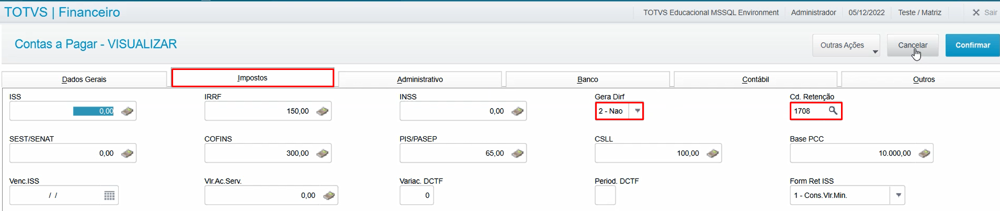 TOTVS | Financeiro
TOTVS Educacional MSSQL Environment Administrador 05/12/2022 Teste / Matriz Sair
Contas a Pagar - VISUALIZAR
Outras Ações Cancelar Confirmar
Dados Gerais Impostos Administrativo Banco Contábil Outros
ISS IRRF INSS Gera Dirf Cd. Retenção
0,00 150,00 0,00 2 - Nao 1708
SEST/SENAT COFINS PIS/PASEP CSLL Base PCC
0,00 300,00 65,00 100,00 10.000,00
Venc.ISS Vlr.Ac.Serv. Variac. DCTF Period. DCTF Form Ret ISS
/ / 0,00 0 1 - Cons.Vlr.Min.